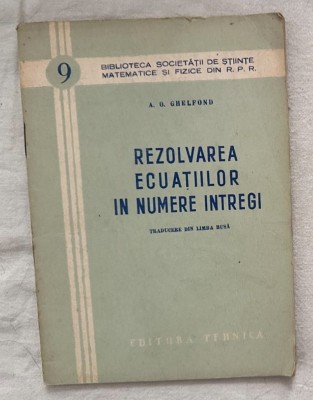 9
BIBLIOTECA SOCIETĂȚII DE ȘTIINȚE
MATEMATICE ȘI FIZICE DIN R. P. R.
A. O. GHELFOND
REZOLVAREA
ECUAȚIILOR
IN NUMERE INTREGI
TRADUCERE DIN LIMBA RUSĂ
EDITURA TEHNICĂ